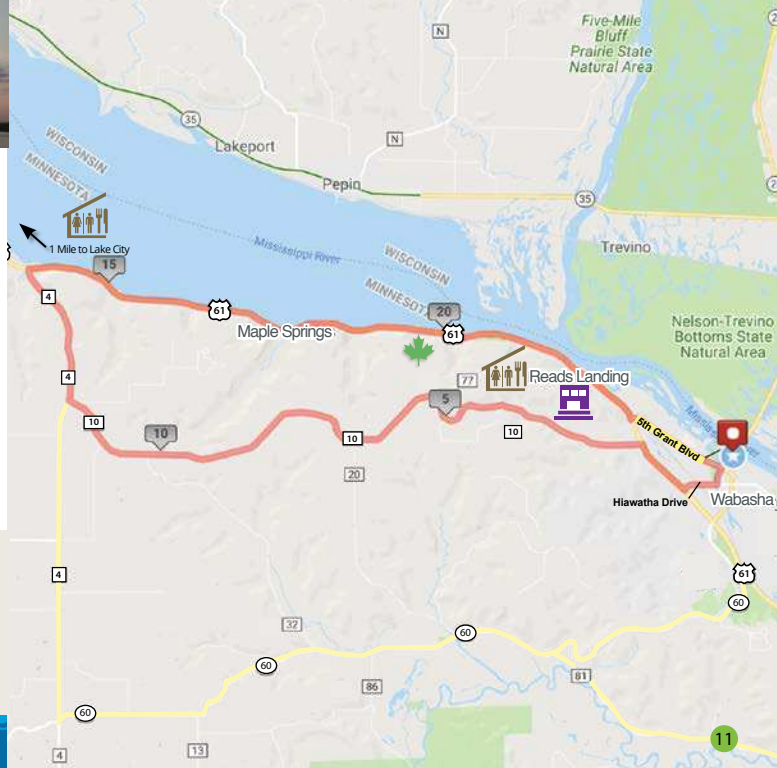 Five-Mile
Bluff
Prairie State
Natural Area
N
35
Lakeport
N
WISCONSIN
MINNESOTA
Pepin
35
1 Mile to Lake City
Mississippi River
WISCONSIN
Trevino
15
4
61
MINNESOT
20
61
Maple Springs
Nelson-Trevino
Bottoms State
Natural Area
4
77
Reads Landing
5
10
10
10
10
5th Grant Blvd
20
Hiawatha Drive
Wabasha
4
61
60
32
60
60
81
86
60
11
4
13